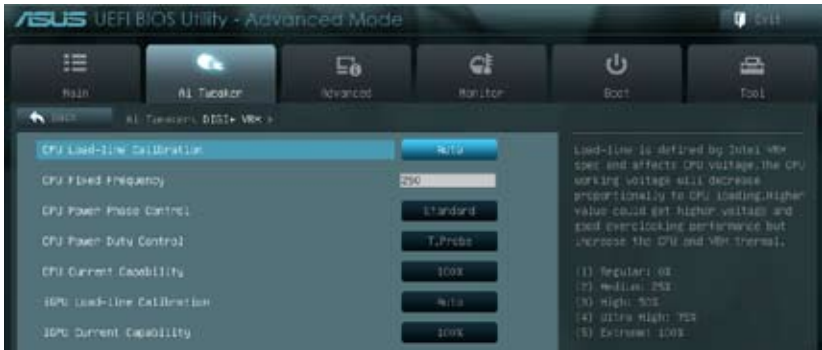 ASUS UEFI BIOS Utility - Advanced Mode
Exit
Main
Ai Tweaker
Advanced
Monitor
Boot
Tool
Back
Ai Tweaker\ DIGI+ VRM >
CPU Load-line Calibration
Auto
CPU Fixed Frequency
250
CPU Power Phase Control
Standard
CPU Power Duty Control
T.Probe
CPU Current Capability
100%
iGPU Load-line Calibration
Auto
iGPU Current Capability
100%
Load-line is defined by Intel VRM
spec and affects CPU voltage.The CPU
working voltage will decrease
proportionally to CPU loading.Higher
value could get higher voltage and
good overclocking performance but
increase the CPU and VRM thermal.
(1) Regular: 0%
(2) Medium: 25%
(3) High: 50%
(4) Ultra High: 75%
(5) Extreme: 100%